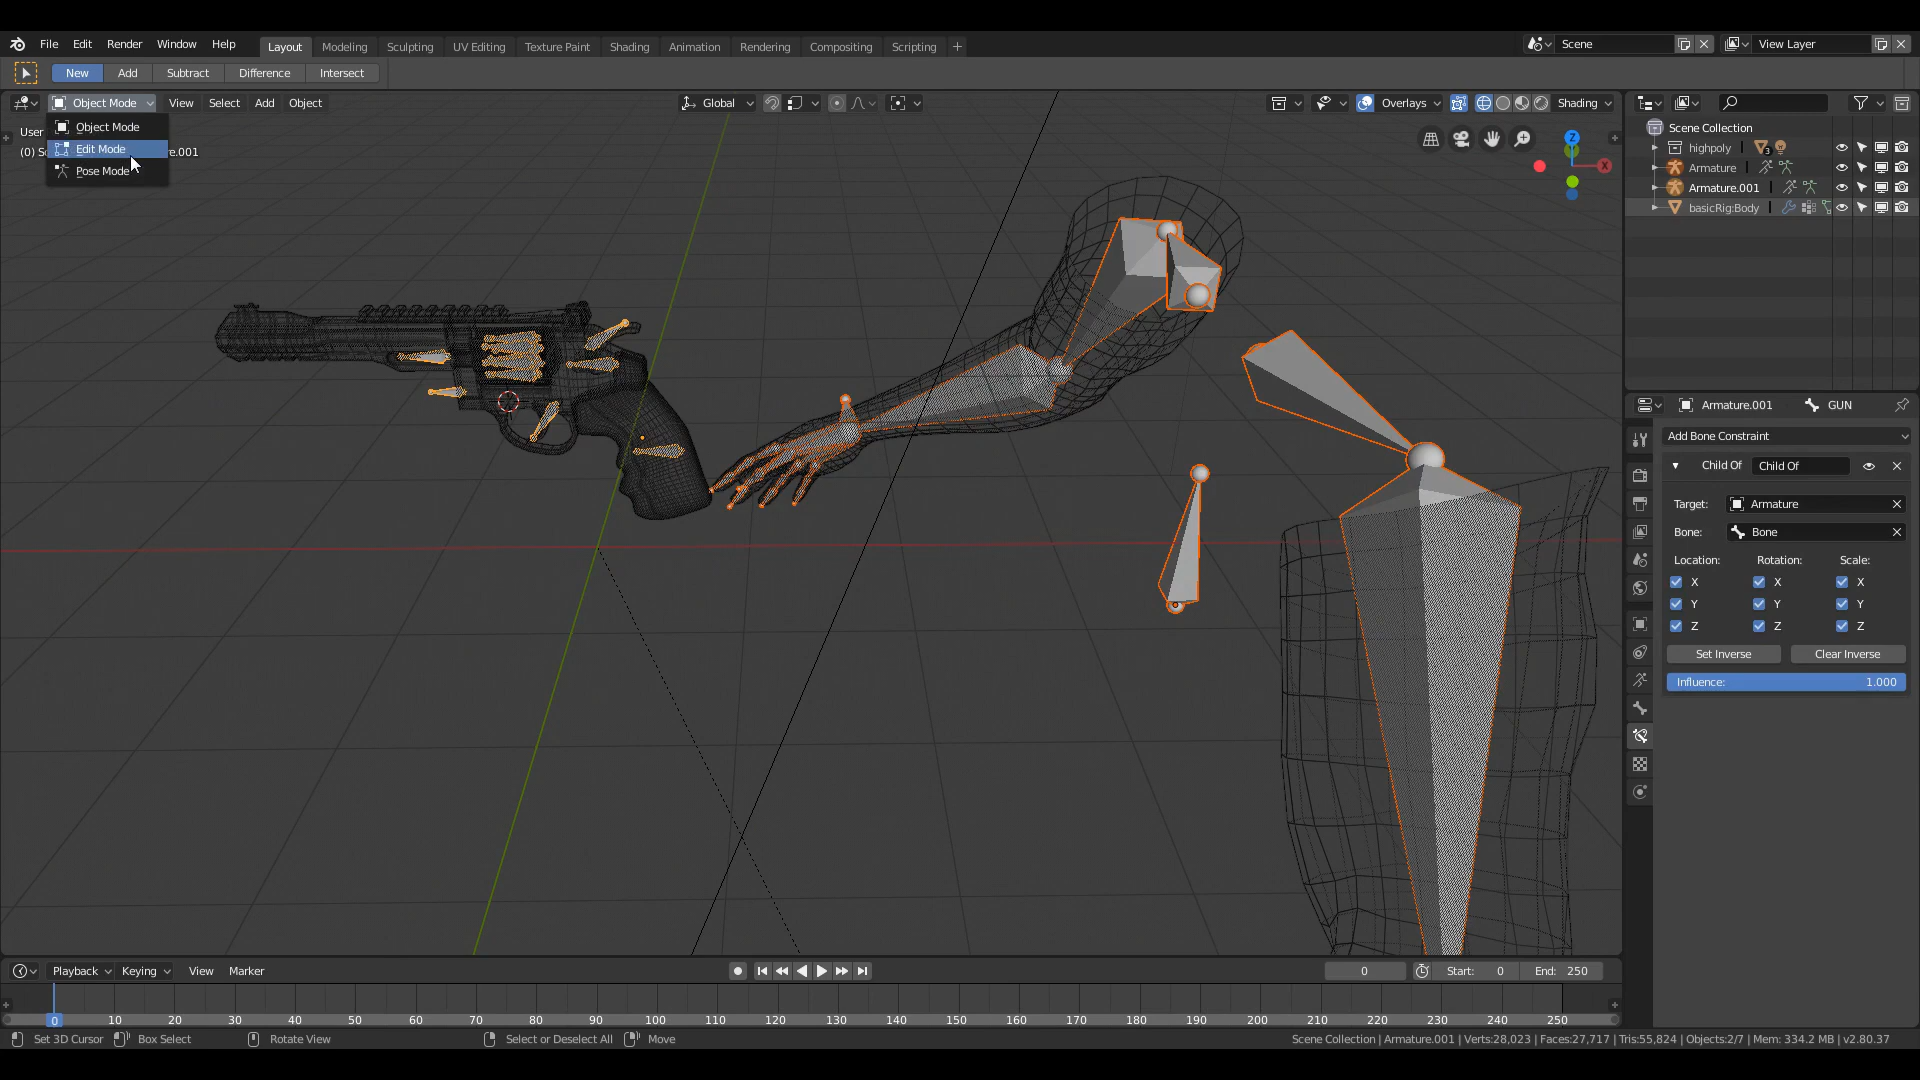 File Edit Render Window Help Layout Modeling Sculpting UV Editing Texture Paint Shading Animation Rendering Compositing Scripting + Scene View Layer
New Add Subtract Difference Intersect
Object Mode View Select Add Object Global Overlays Shading
Object Mode
Edit Mode
Pose Mode
User
(0) S
e.001
Z
X
Scene Collection
highpoly 3
Armature
Armature.001
basicRig:Body
Armature.001 GUN
Add Bone Constraint
Child Of Child Of
Target: Armature
Bone: Bone
Location: Rotation: Scale:
X X X
Y Y Y
Z Z Z
Set Inverse Clear Inverse
Influence: 1.000
Playback Keying View Marker 0 Start: 0 End: 250
0 10 20 30 40 50 60 70 80 90 100 110 120 130 140 150 160 170 180 190 200 210 220 230 240 250
Set 3D Cursor Box Select Rotate View Select or Deselect All Move Scene Collection | Armature.001 | Verts:28,023 | Faces:27,717 | Tris:55,824 | Objects:2/7 | Mem: 334.2 MB | v2.80.37